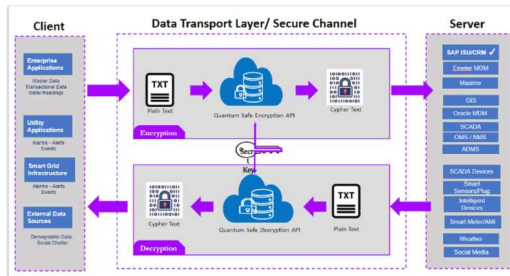 Client
Data Transport Layer/ Secure Channel
Server
Enterprise
Applications
Master Data
Transactional Data
Meter Readings
Utility
Applications
Alarms - Alerts
Events
Smart Grid
Infrastructure
Alarms - Alerts
Events
External Data
Sources
Demographic Data,
Social Chatter
TXT
Plain Text
Quantum Safe Encryption API
Cypher Text
Encryption
Secre
t
Key
Cypher Text
Quantum Safe Decryption API
TXT
Plain Text
Decryption
SAP ISU/CRM
Emeter MDM
Maximo
GIS
Oracle MDM
SCADA
OMS / NMS
ADMS
SCADA Devices
Smart
Sensors/Plug
Intelligent
Devices
Smart Meter/AMI
Weather
Social Media